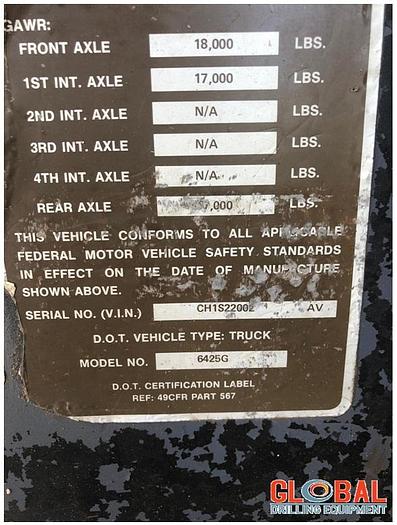 GAWR:
FRONT AXLE 18,000 LBS.
1ST INT. AXLE 17,000 LBS.
2ND INT. AXLE N/A LBS.
3RD INT. AXLE N/A LBS.
4TH INT. AXLE N/A LBS.
REAR AXLE LBS.
THIS VEHICLE CONFORMS TO ALL APPLICABLE
FEDERAL MOTOR VEHICLE SAFETY STANDARDS
IN EFFECT ON THE DATE OF MANUFACTURE
SHOWN ABOVE.
SERIAL NO. (V.I.N.) CH1S22002 AV
D.O.T. VEHICLE TYPE: TRUCK
MODEL NO. 6425G
D.O.T. CERTIFICATION LABEL
REF: 49CFR PART 567
GLOBAL
DRILLING EQUIPMENT